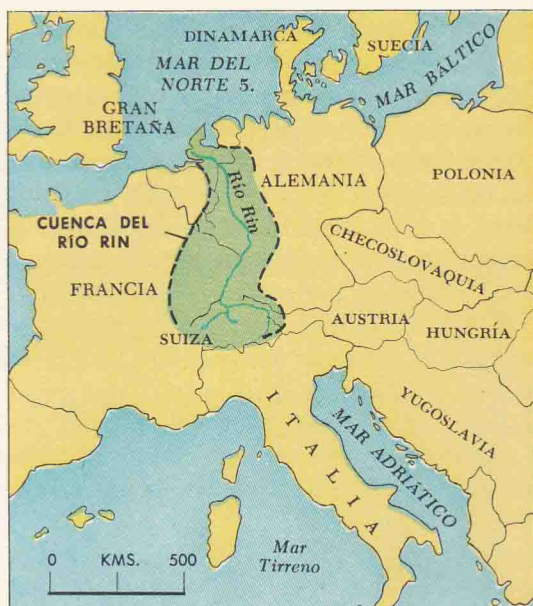 DINAMARCA
SUECIA
MAR DEL
NORTE 5.
MAR BÁLTICO
GRAN
BRETAÑA
Río Rin
ALEMANIA
POLONIA
CUENCA DEL
RÍO RIN
CHECOSLOVAQUIA
FRANCIA
SUIZA
AUSTRIA
HUNGRÍA
ITALIA
MAR ADRIÁTICO
YUGOSLAVIA
Mar
Tirreno
0 KMS. 500